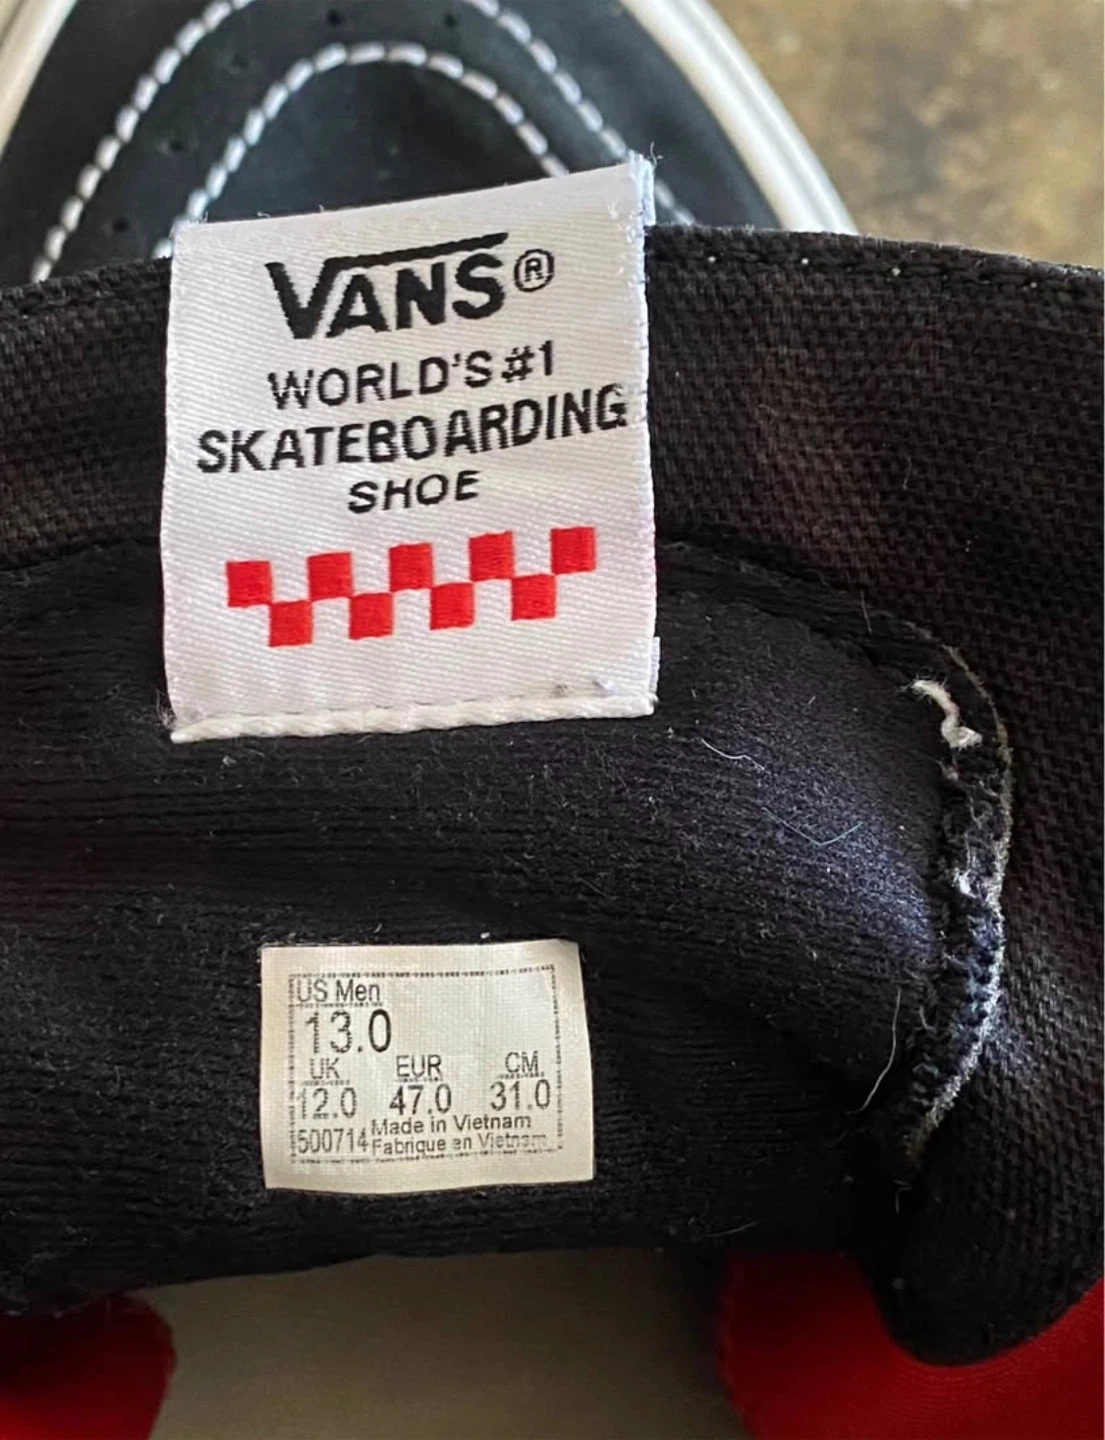 VANS®
WORLD'S #1
SKATEBOARDING
SHOE
US Men
13.0
UK EUR CM
12.0 47.0 31.0
500714 Made in Vietnam
Fabrique en Vietnam